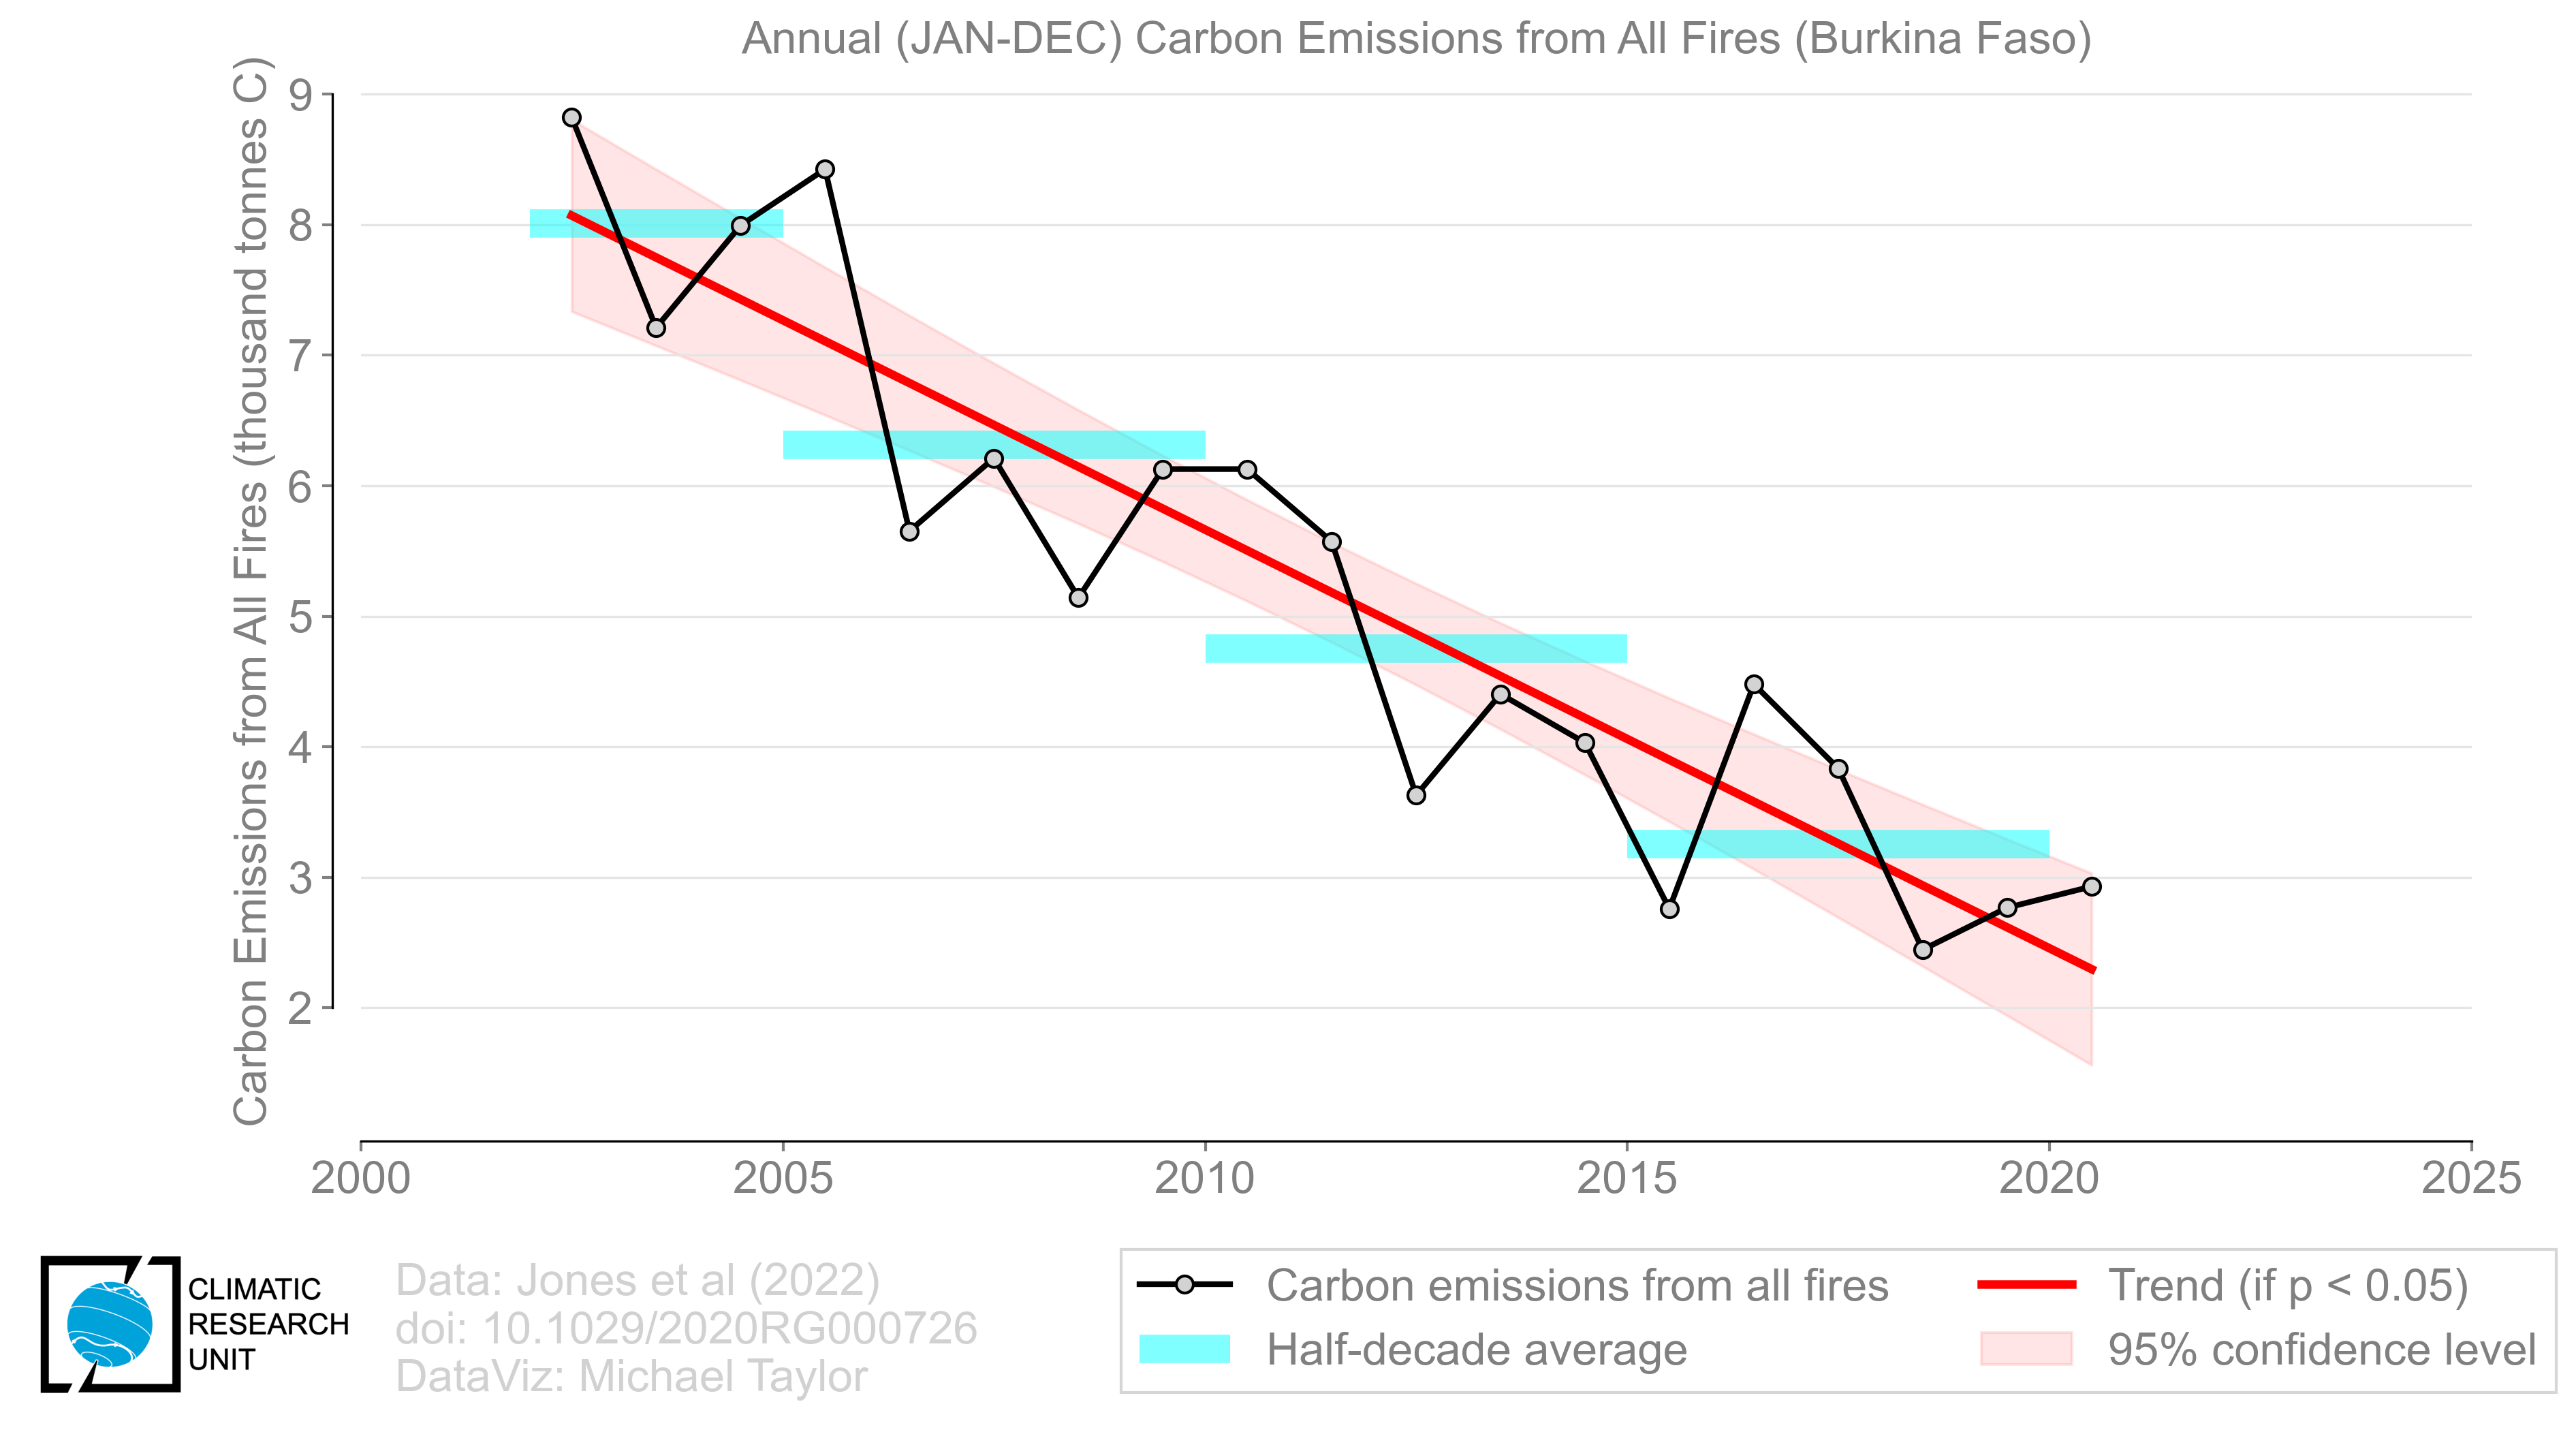 Annual (JAN-DEC) Carbon Emissions from All Fires (Burkina Faso)
Carbon Emissions from All Fires (thousand tonnes C)
9
8
7
6
5
4
3
2
2000 2005 2010 2015 2020 2025
CLIMATIC
RESEARCH
UNIT
Data: Jones et al (2022)
doi: 10.1029/2020RG000726
DataViz: Michael Taylor
Carbon emissions from all fires
Half-decade average
Trend (if p < 0.05)
95% confidence level